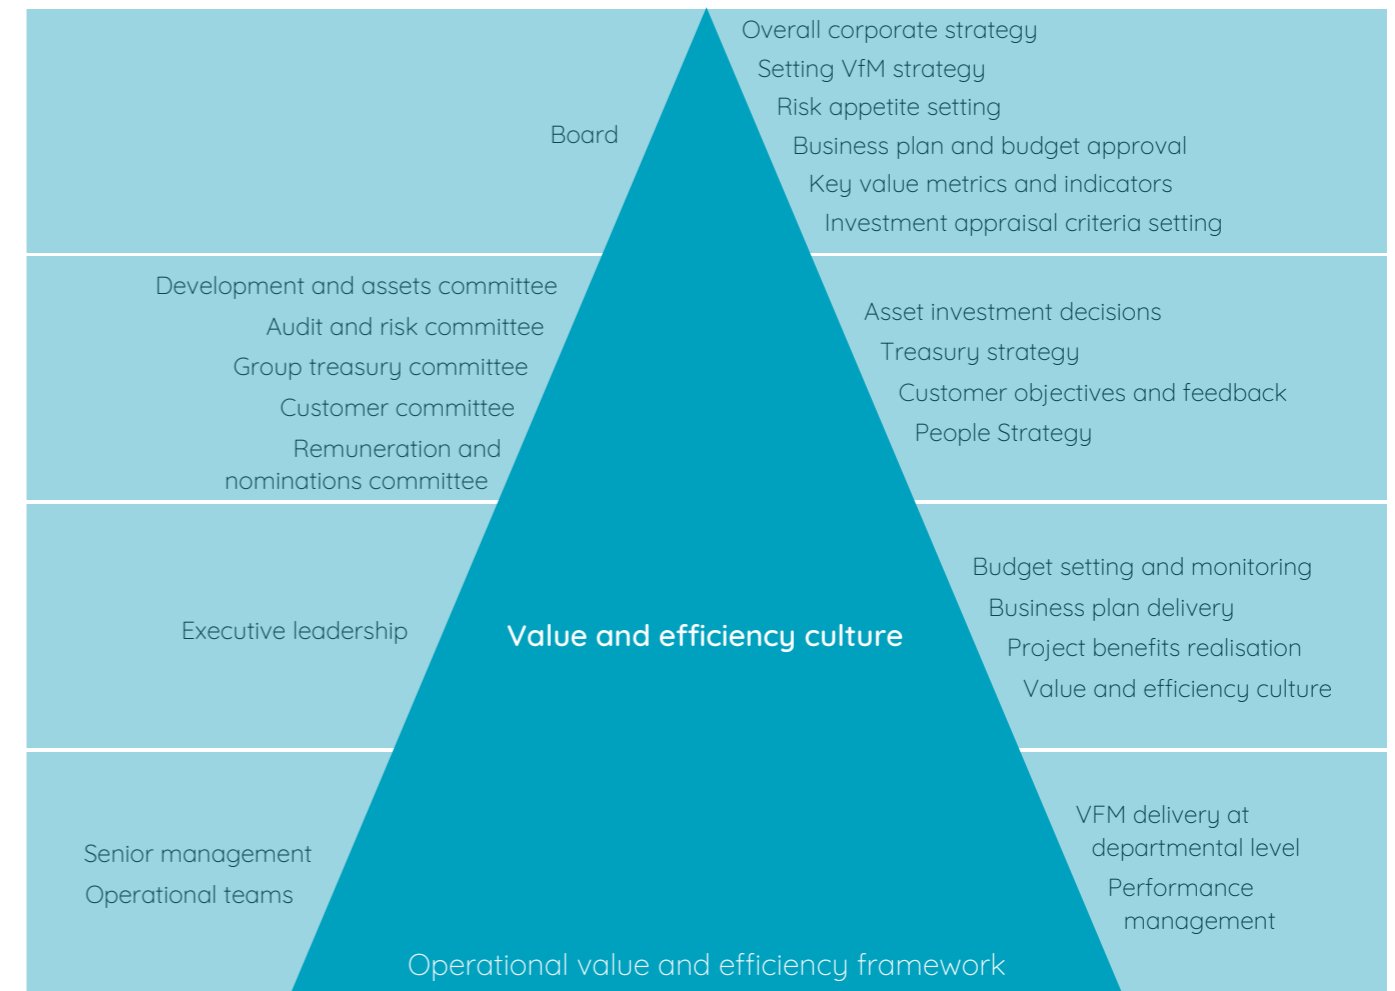 Board
Overall corporate strategy
Setting VfM strategy
Risk appetite setting
Business plan and budget approval
Key value metrics and indicators
Investment appraisal criteria setting
Development and assets committee
Audit and risk committee
Group treasury committee
Customer committee
Remuneration and
nominations committee
Asset investment decisions
Treasury strategy
Customer objectives and feedback
People Strategy
Executive leadership
Value and efficiency culture
Budget setting and monitoring
Business plan delivery
Project benefits realisation
Value and efficiency culture
Senior management
Operational teams
VFM delivery at
departmental level
Performance
management
Operational value and efficiency framework